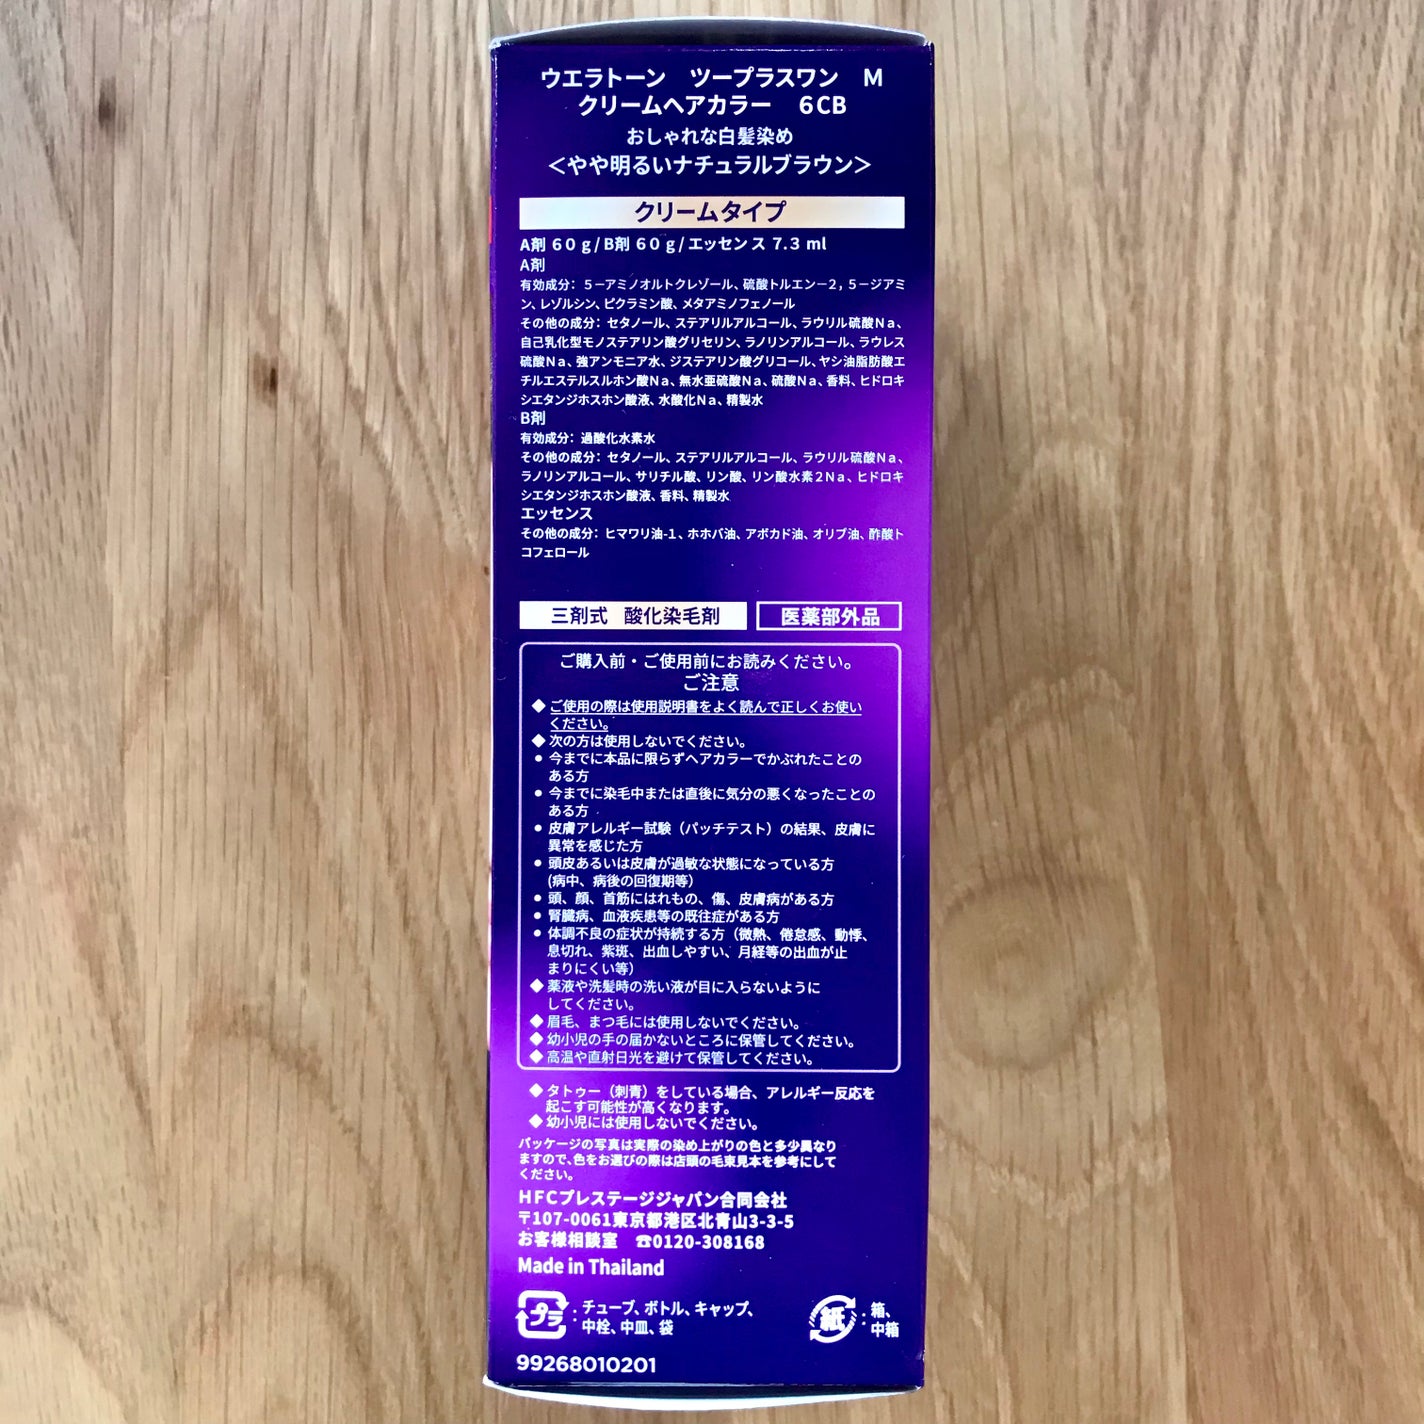 ウエラトーン　ツープラスワン　M
クリームヘアカラー　6CB
おしゃれな白髪染め
＜やや明るいナチュラルブラウン＞
クリームタイプ
A剤 60g/B剤 60g/エッセンス 7.3 ml
A剤
有効成分：５－アミノオルトクレゾール、硫酸トルエン－2,５－ジアミ
ン、レゾルシン、ピクラミン酸、メタアミノフェノール
その他の成分：セタノール、ステアリルアルコール、ラウリル硫酸Ｎａ、
自己乳化型モノステアリン酸グリセリン、ラノリンアルコール、ラウレス
硫酸Ｎａ、強アンモニア水、ジステアリン酸グリコール、ヤシ油脂肪酸エ
チルエステルスルホン酸Ｎａ、無水亜硫酸Ｎａ、硫酸Ｎａ、香料、ヒドロキ
シエタンジホスホン酸液、水酸化Ｎａ、精製水
B剤
有効成分：過酸化水素水
その他の成分：セタノール、ステアリルアルコール、ラウリル硫酸Ｎａ、
ラノリンアルコール、サリチル酸、リン酸、リン酸水素２Ｎａ、ヒドロキ
シエタンジホスホン酸液、香料、精製水
エッセンス
その他の成分：ヒマワリ油-1、ホホバ油、アボカド油、オリブ油、酢酸ト
コフェロール
三剤式　酸化染毛剤
医薬部外品
ご購入前・ご使用前にお読みください。
ご注意
◆ご使用の際は使用説明書をよく読んで正しくお使い
ください。
◆次の方は使用しないでください。
●今までに本品に限らずヘアカラーでかぶれたことの
ある方
●今までに染毛中または直後に気分の悪くなったことの
ある方
●皮膚アレルギー試験（パッチテスト）の結果、皮膚に
異常を感じた方
●頭皮あるいは皮膚が過敏な状態になっている方
(病中、病後の回復期等)
●頭、顔、首筋にはれもの、傷、皮膚病がある方
●腎臓病、血液疾患等の既往症がある方
●体調不良の症状が持続する方（微熱、倦怠感、動悸、
息切れ、紫斑、出血しやすい、月経等の出血が止
まりにくい等）
◆薬液や洗髪時の洗い液が目に入らないように
してください。
◆眉毛、まつ毛には使用しないでください。
◆幼小児の手の届かないところに保管してください。
◆高温や直射日光を避けて保管してください。
◆タトゥー（刺青）をしている場合、アレルギー反応を
起こす可能性が高くなります。
◆幼小児には使用しないでください。
パッケージの写真は実際の染め上がりの色と多少異なり
ますので、色をお選びの際は店頭の毛束見本を参考にして
ください。
HFCプレステージジャパン合同会社
〒107-0061東京都港区北青山3-3-5
お客様相談室　☎0120-308168
Made in Thailand
プラ：チューブ、ボトル、キャップ、
中栓、中皿、袋
紙：箱、
中箱
99268010201